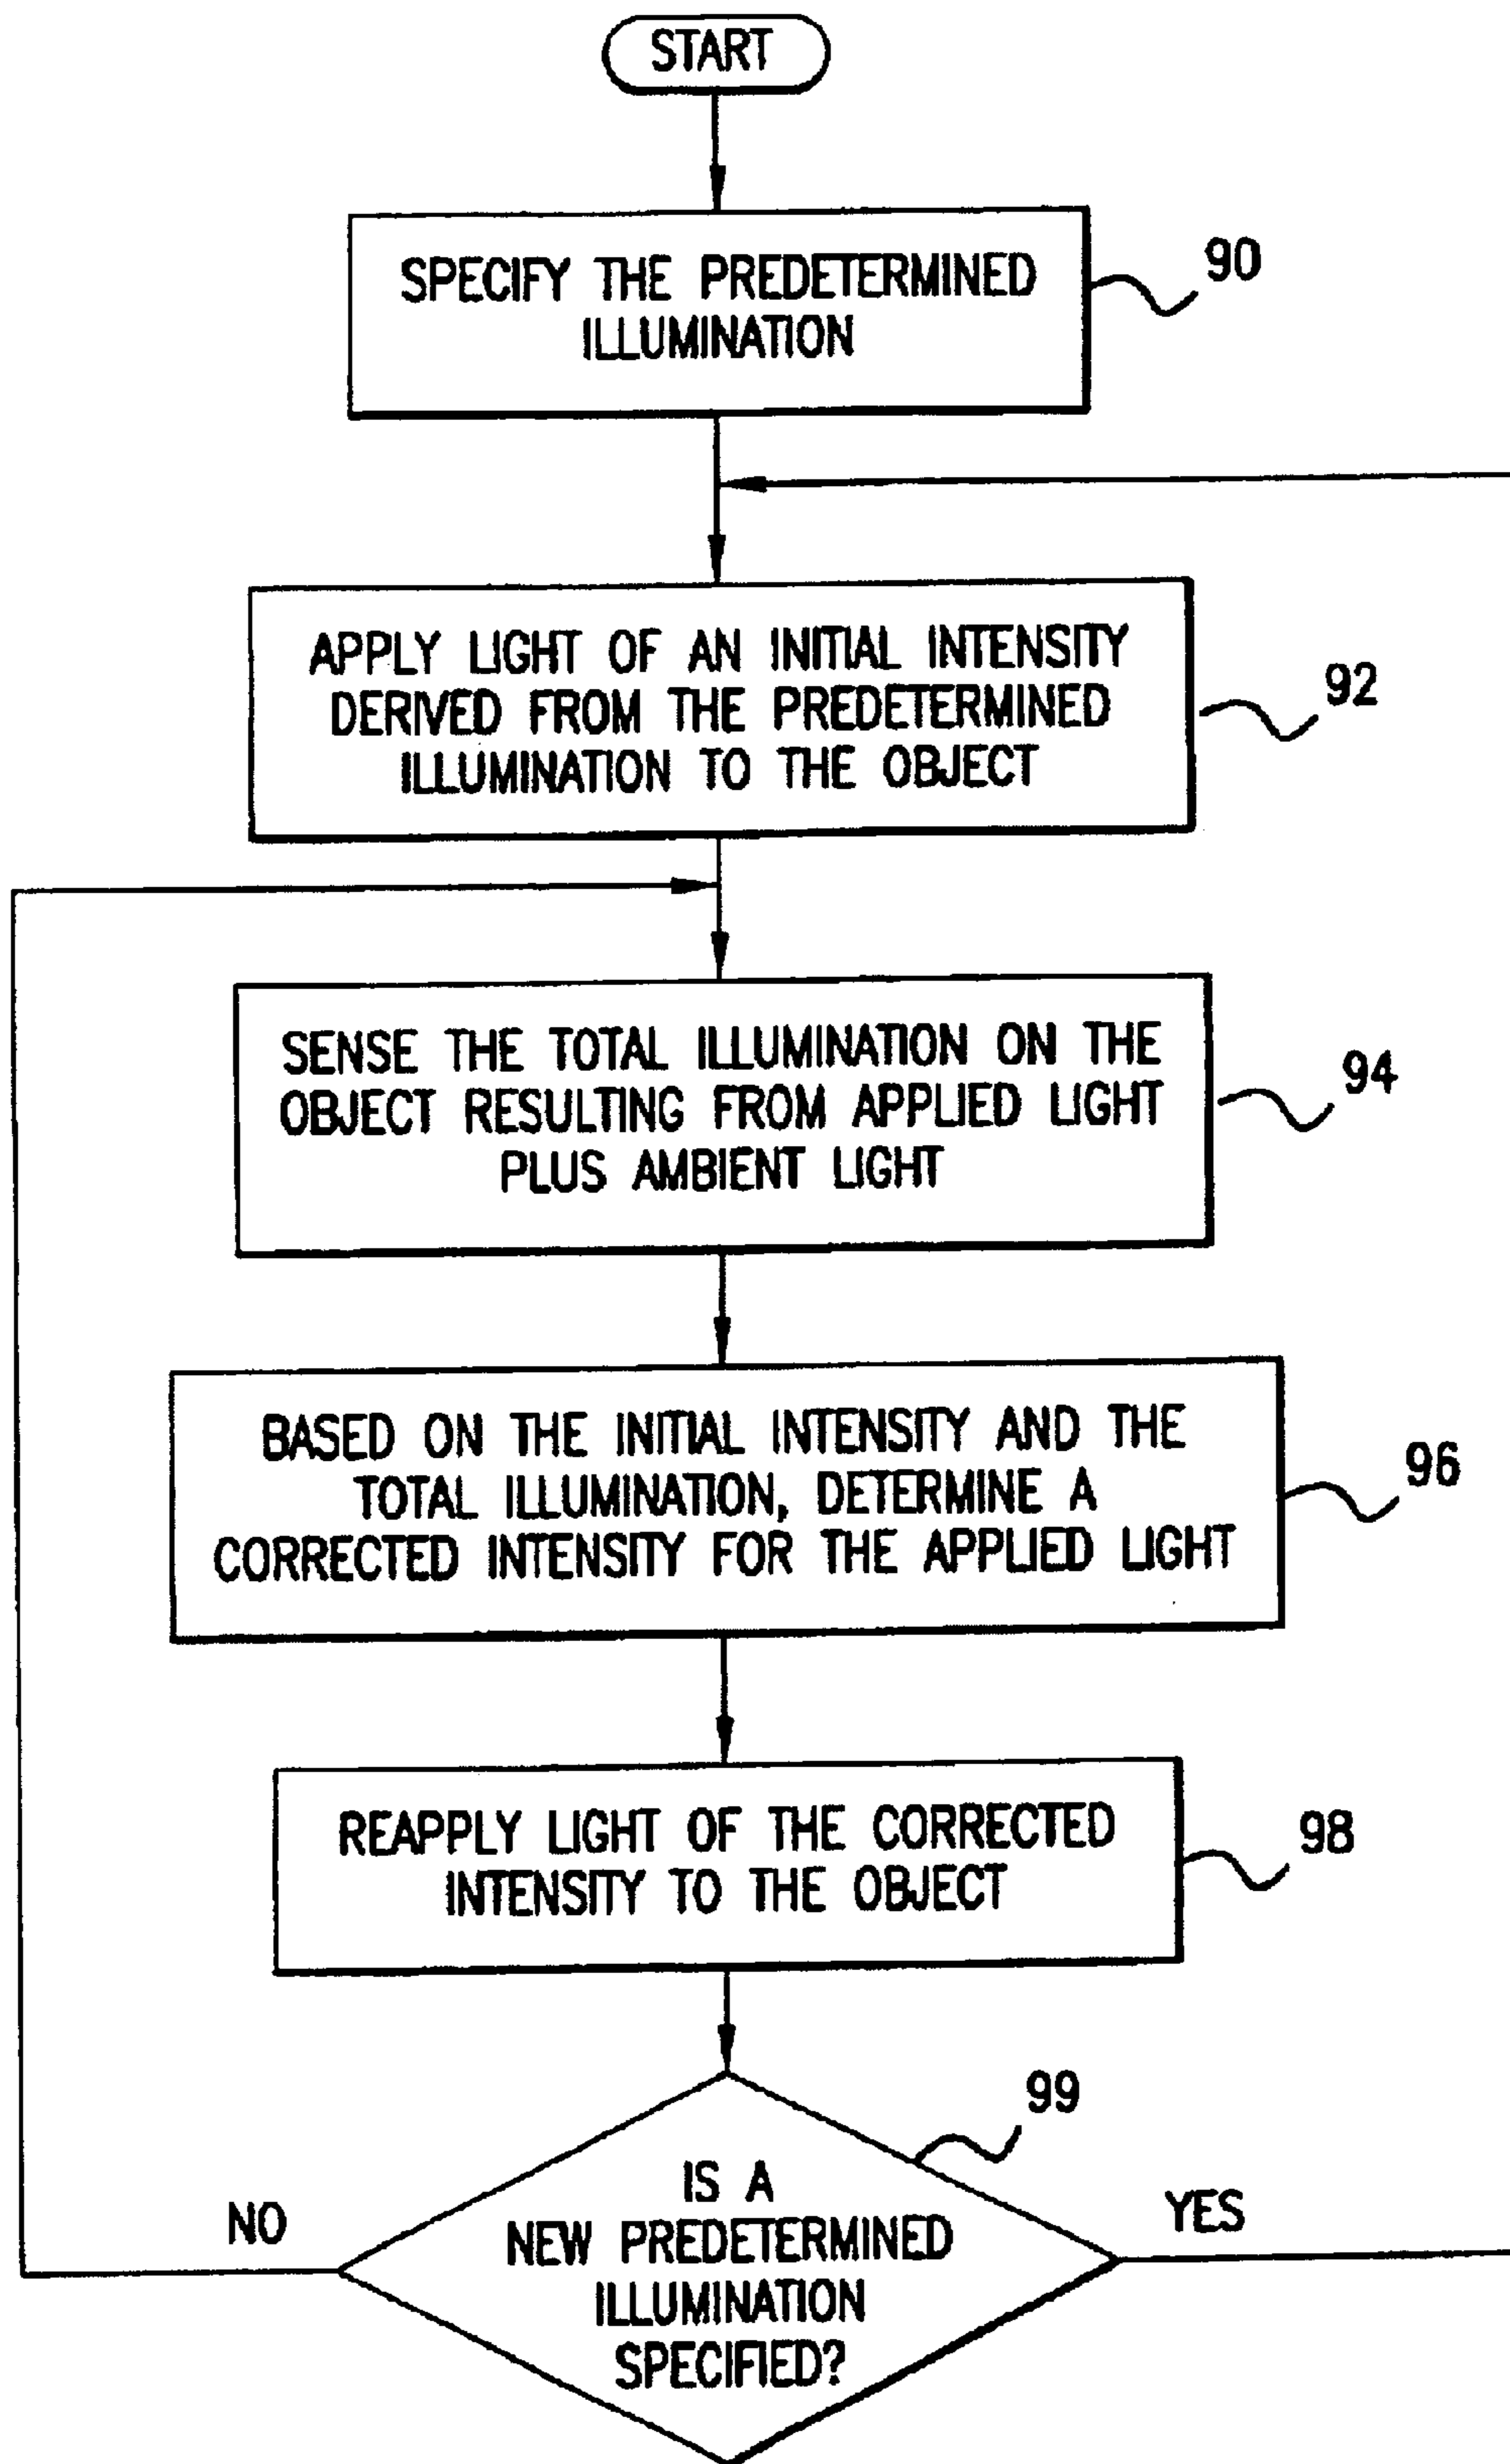 START
SPECIFY THE PREDETERMINED
ILLUMINATION
90
APPLY LIGHT OF AN INITIAL INTENSITY
DERIVED FROM THE PREDETERMINED
ILLUMINATION TO THE OBJECT
92
SENSE THE TOTAL ILLUMINATION ON THE
OBJECT RESULTING FROM APPLIED LIGHT
PLUS AMBIENT LIGHT
94
BASED ON THE INITIAL INTENSITY AND THE
TOTAL ILLUMINATION, DETERMINE A
CORRECTED INTENSITY FOR THE APPLIED LIGHT
96
REAPPLY LIGHT OF THE CORRECTED
INTENSITY TO THE OBJECT
98
99
IS A
NEW PREDETERMINED
ILLUMINATION
SPECIFIED?
NO
YES